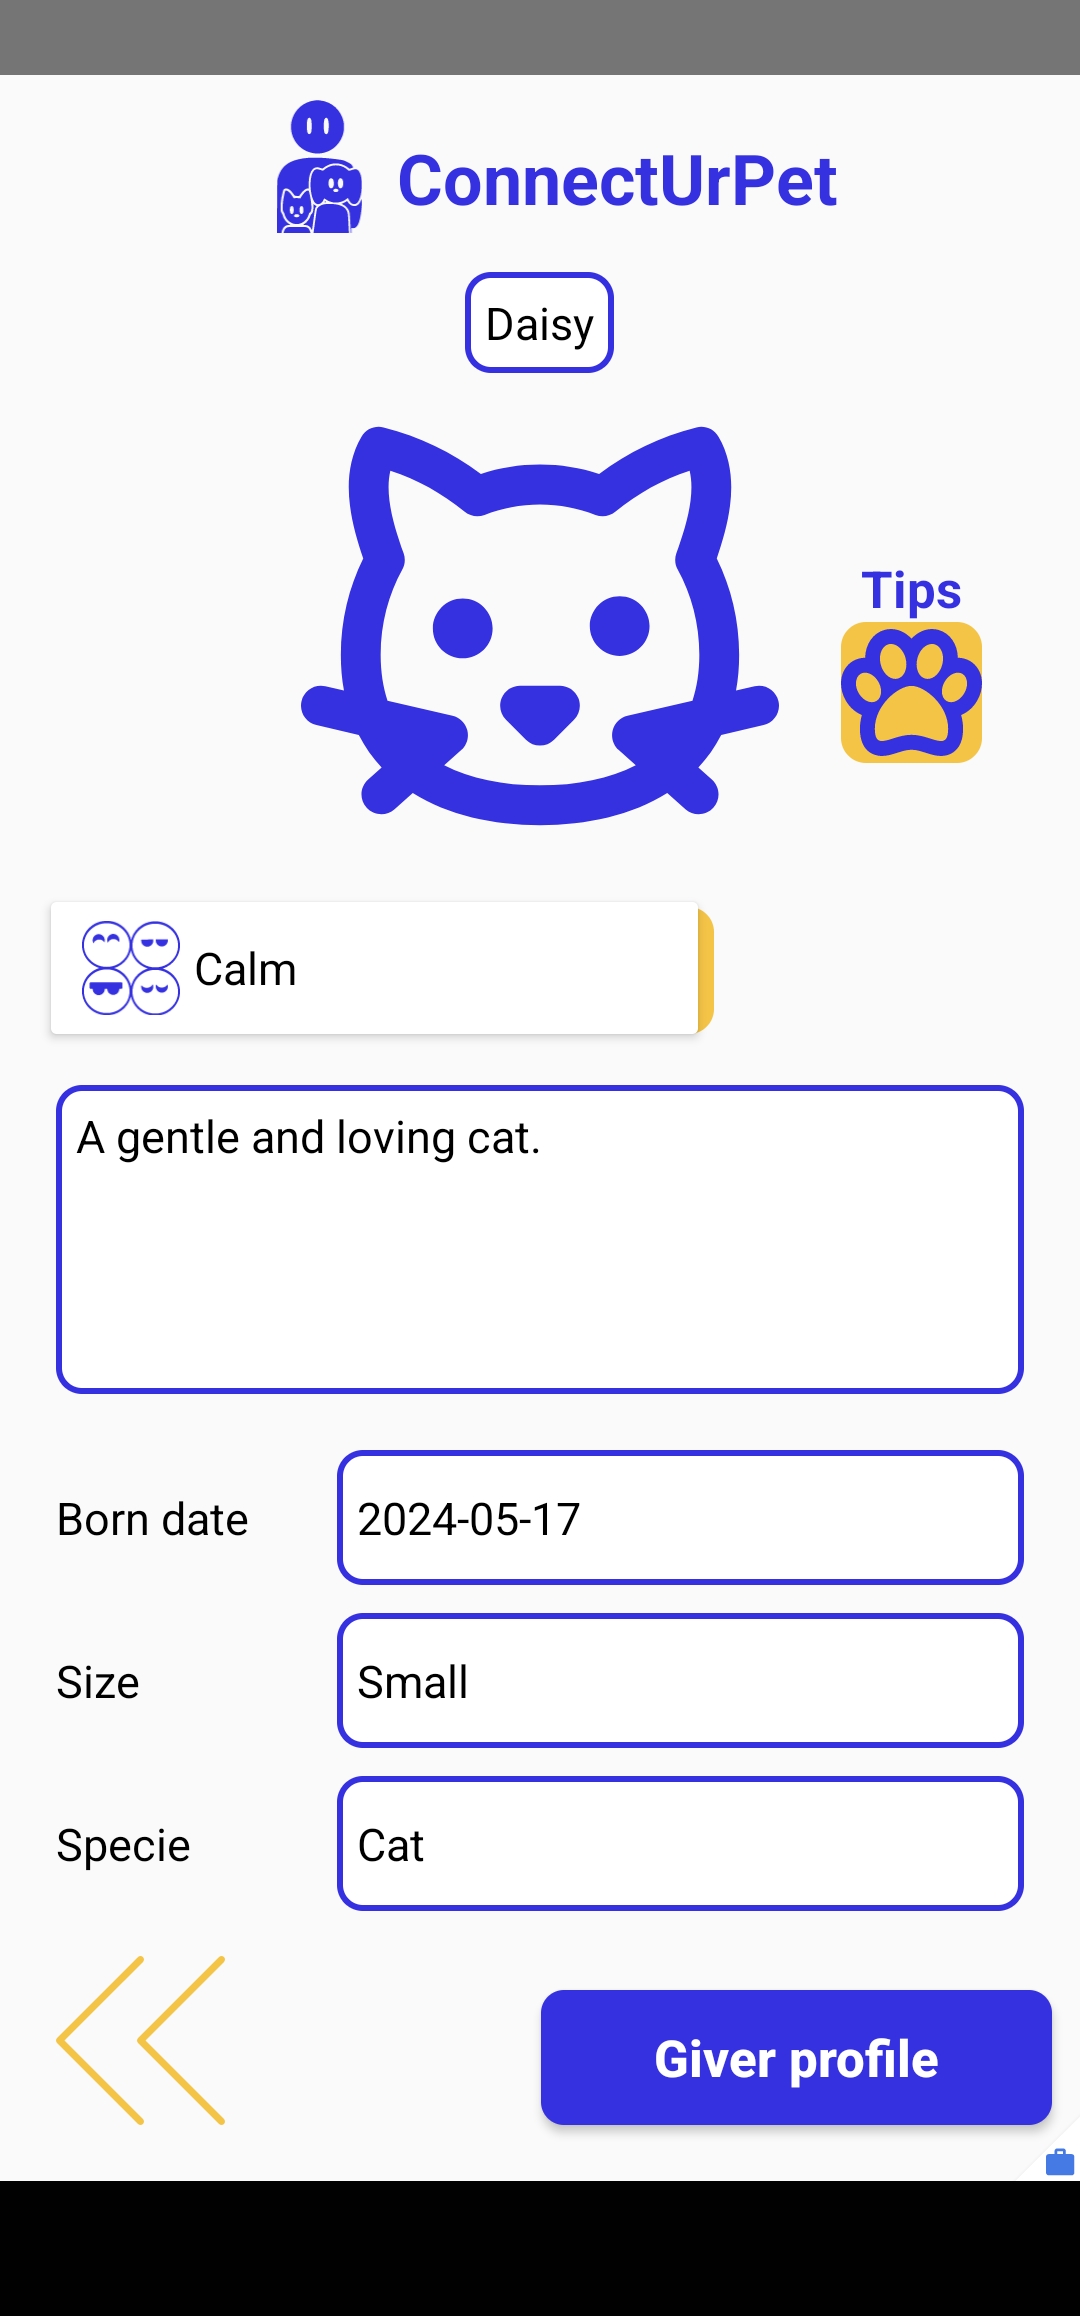 ConnectUrPet
Daisy
Tips
Calm
A gentle and loving cat.
Born date
2024-05-17
Size
Small
Specie
Cat
Giver profile